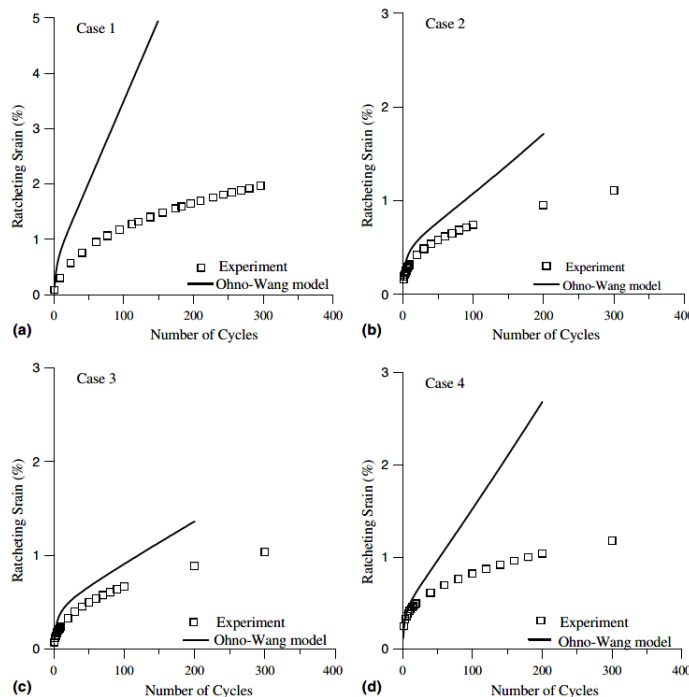 Case 1
5
4
3
2
1
0
Ratcheting Srain (%)
Experiment
Ohno-Wang model
0 100 200 300 400
(a)
Number of Cycles
Case 2
3
2
1
0
Ratcheting Srain (%)
Experiment
Ohno-Wang model
0 100 200 300 400
(b)
Number of Cycles
Case 3
3
2
1
0
Ratcheting Srain (%)
Experiment
Ohno-Wang model
0 100 200 300 400
(c)
Number of Cycles
Case 4
3
2
1
0
Ratcheting Srain (%)
Experiment
Ohno-Wang model
0 100 200 300 400
(d)
Number of Cycles